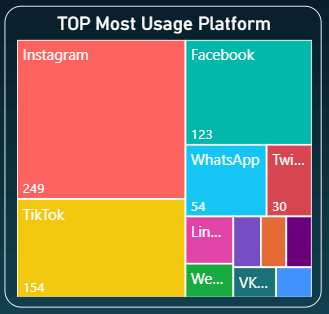 TOP Most Usage Platform
Instagram
249
TikTok
154
Facebook
123
WhatsApp
54
Twi...
30
Lin...
We...
VK...